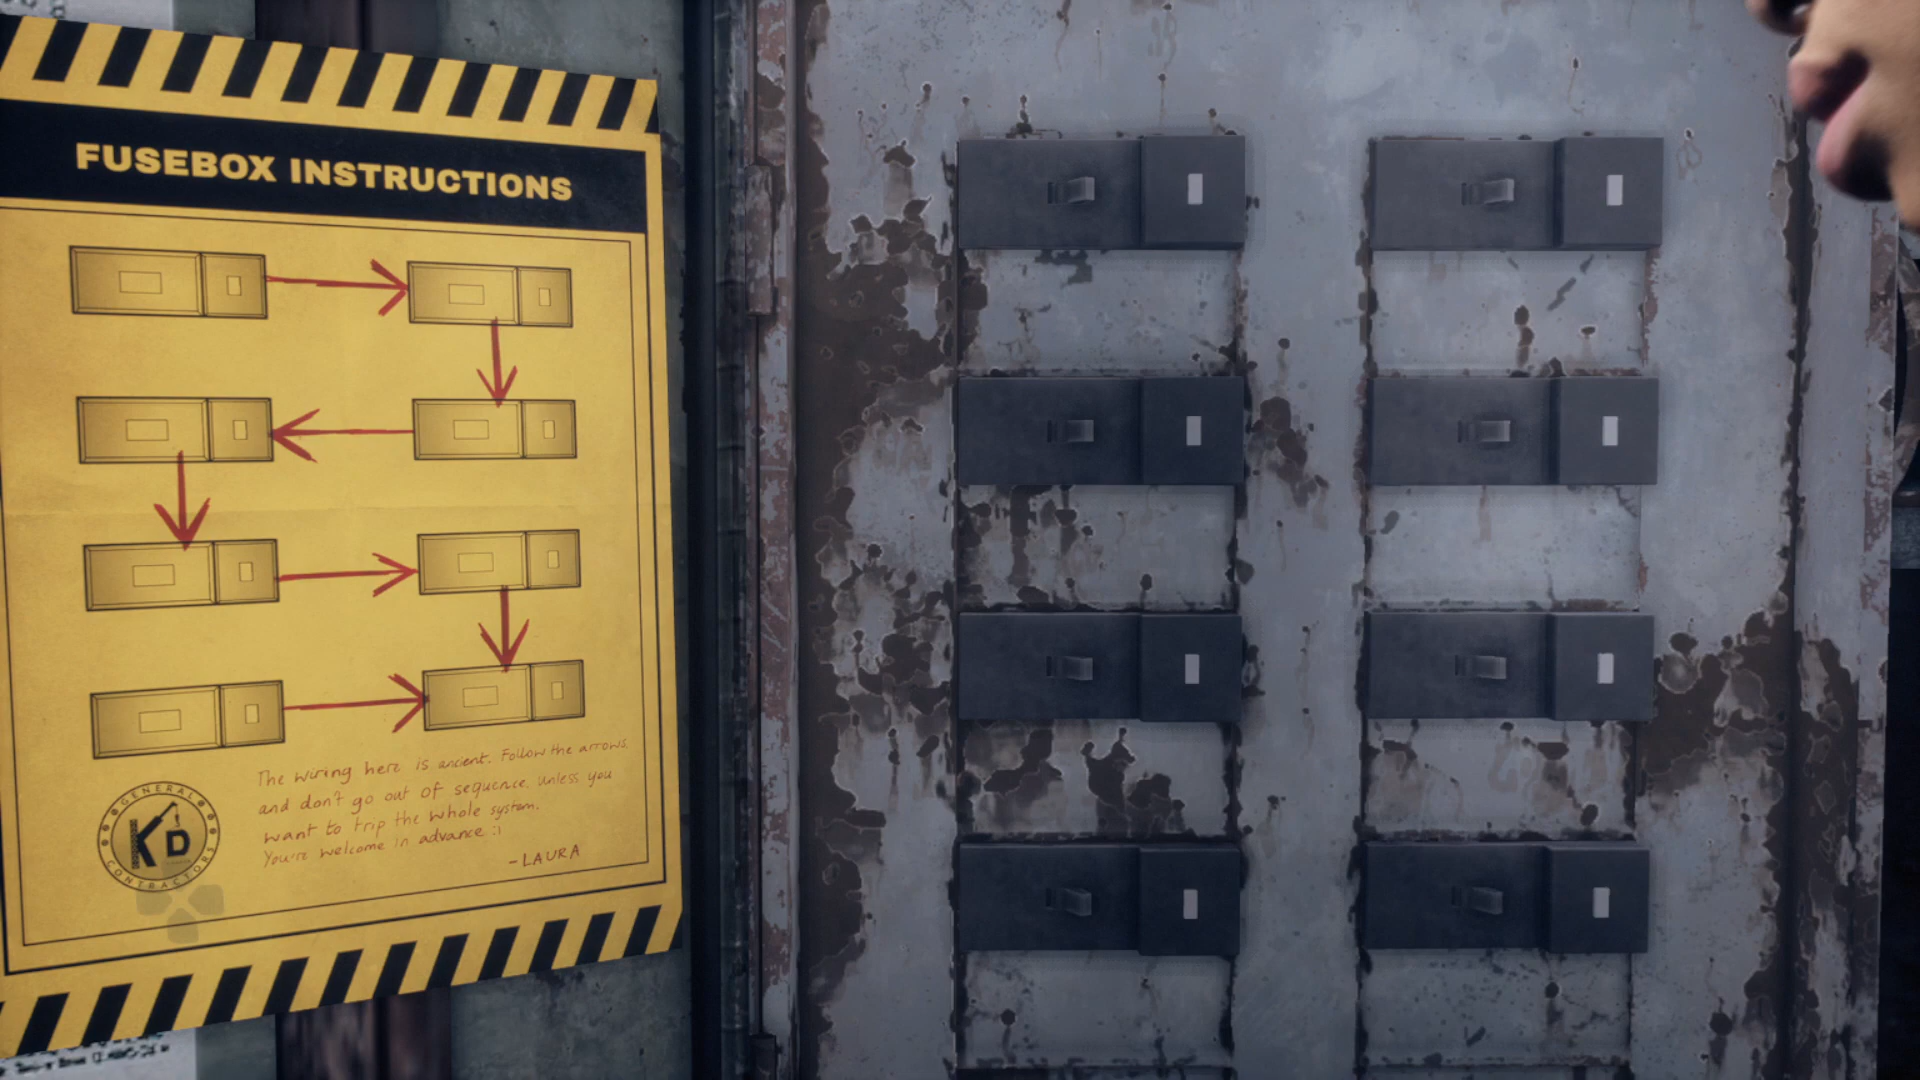 FUSEBOX INSTRUCTIONS
The wiring here is ancient. Follow the arrows
and don't go out of sequence unless you
want to trip the whole system.
You're welcome in advance :)
-LAURA
GENERAL
KD
CONTRACTORS